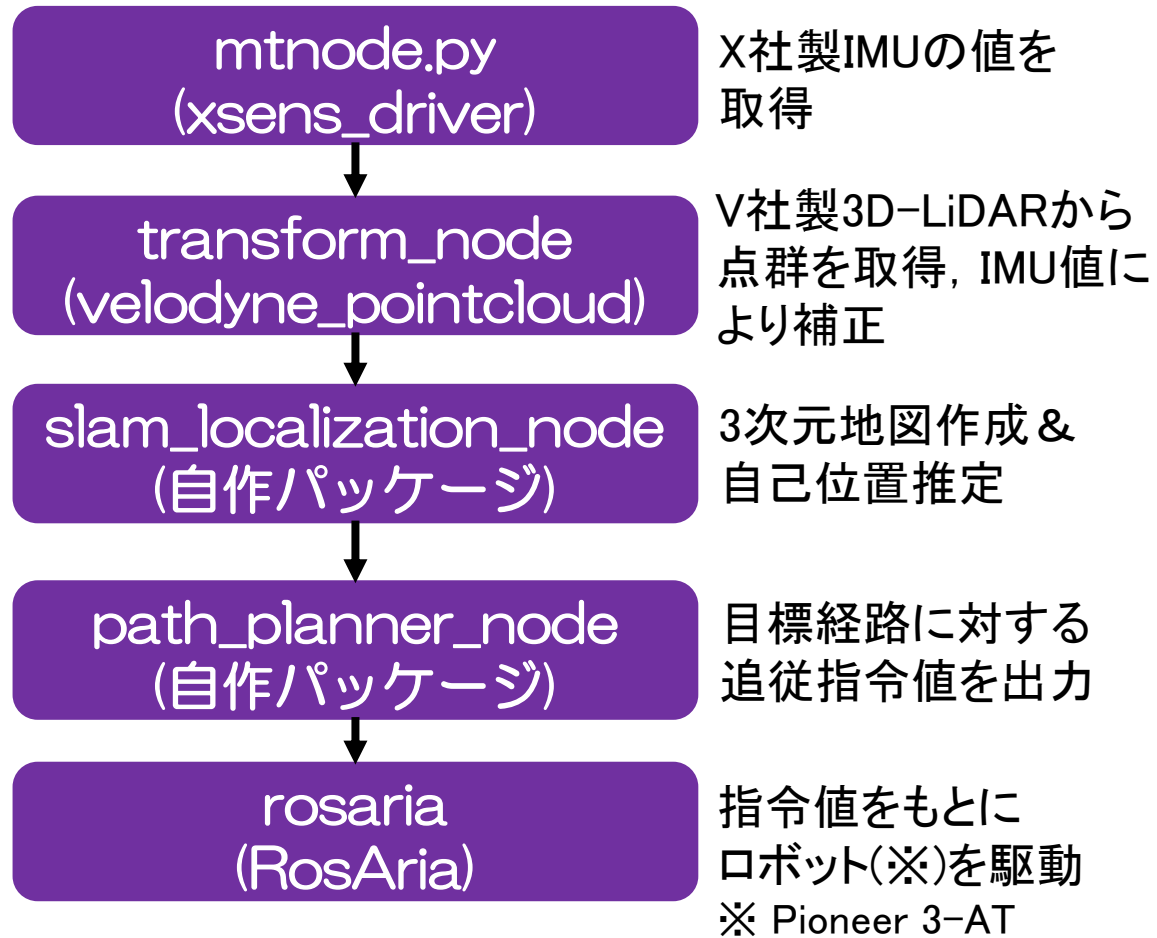 mtnode.py
(xsens_driver)
X社製IMUの値を
取得
transform_node
(velodyne_pointcloud)
V社製3D-LiDARから
点群を取得, IMU値に
より補正
slam_localization_node
(自作パッケージ)
3次元地図作成＆
自己位置推定
path_planner_node
(自作パッケージ)
目標経路に対する
追従指令値を出力
rosaria
(RosAria)
指令値をもとに
ロボット(※)を駆動
※ Pioneer 3-AT